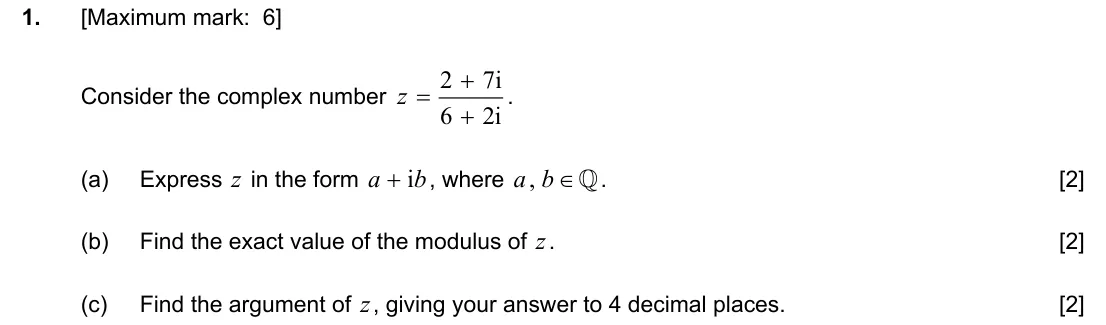 1. [Maximum mark: 6]
Consider the complex number z = \frac{2 + 7i}{6 + 2i}.
(a) Express z in the form a + ib, where a, b ∈ ℚ. [2]
(b) Find the exact value of the modulus of z. [2]
(c) Find the argument of z, giving your answer to 4 decimal places. [2]